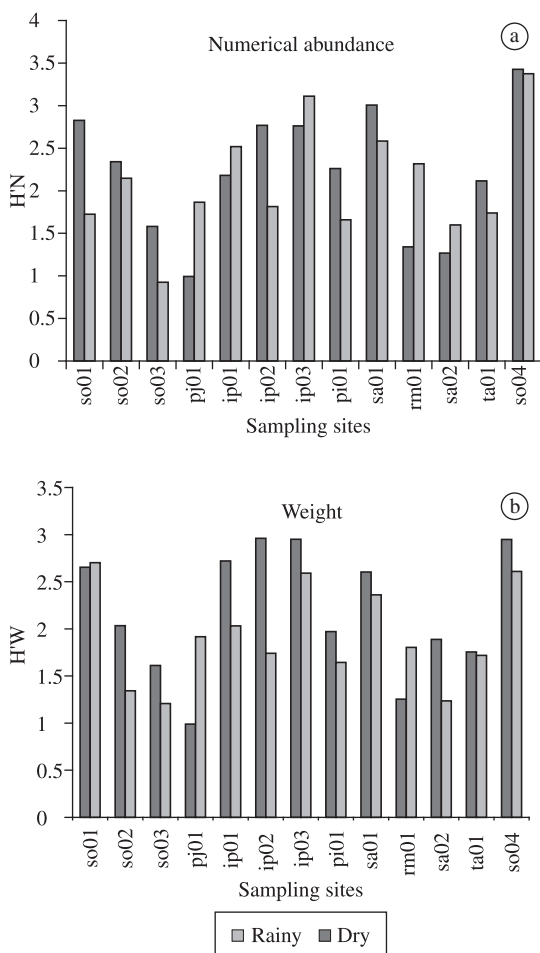 Numerical abundance
a
4
3.5
3
2.5
2
1.5
1
0.5
0
H'N
so01 so02 so03 pj01 ip01 ip02 ip03 pi01 sa01 rm01 sa02 ta01 so04
Sampling sites
Weight
b
3.5
3
2.5
2
1.5
1
0.5
0
H'W
so01 so02 so03 pj01 ip01 ip02 ip03 pi01 sa01 rm01 sa02 ta01 so04
Sampling sites
Rainy Dry